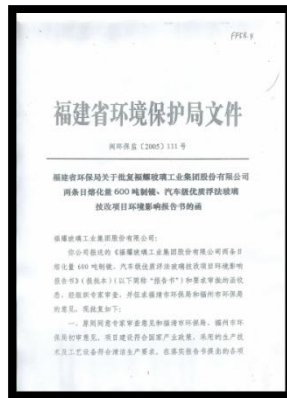 FP58.8
福建省环境保护局文件
闽环保监〔2005〕111号
福建省环保局关于批复福耀玻璃工业集团股份有限公司
两条日熔化量600吨制镜、汽车级优质浮法玻璃
技改项目环境影响报告书的函
福耀玻璃工业集团股份有限公司:
你公司报送的《福耀玻璃工业集团股份有限公司两条日
熔化量600吨制镜、汽车级优质浮法玻璃技改项目环境影响
报告书》(报批本)(以下简称“报告书”)和要求审批的函收
悉。经组织专家审查,并征求福清市环保局和福州市环保局
的意见,现批复如下:
一、原则同意专家审查意见和福清市环保局、福州市环
保局初审意见。项目建设符合国家产业政策,采用的生产技
术及工艺设备符合清洁生产要求。在落实报告书提出的各项